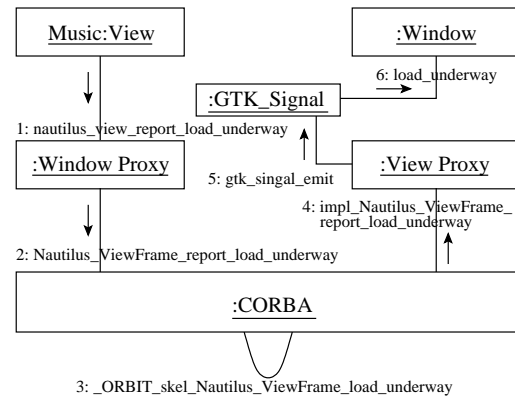 Music:View
:Window
6: load_underway
:GTK_Signal
1: nautilus_view_report_load_underway
:Window Proxy
:View Proxy
5: gtk_singal_emit
4: impl_Nautilus_ViewFrame_
report_load_underway
2: Nautilus_ViewFrame_report_load_underway
:CORBA
3: _ORBIT_skel_Nautilus_ViewFrame_load_underway